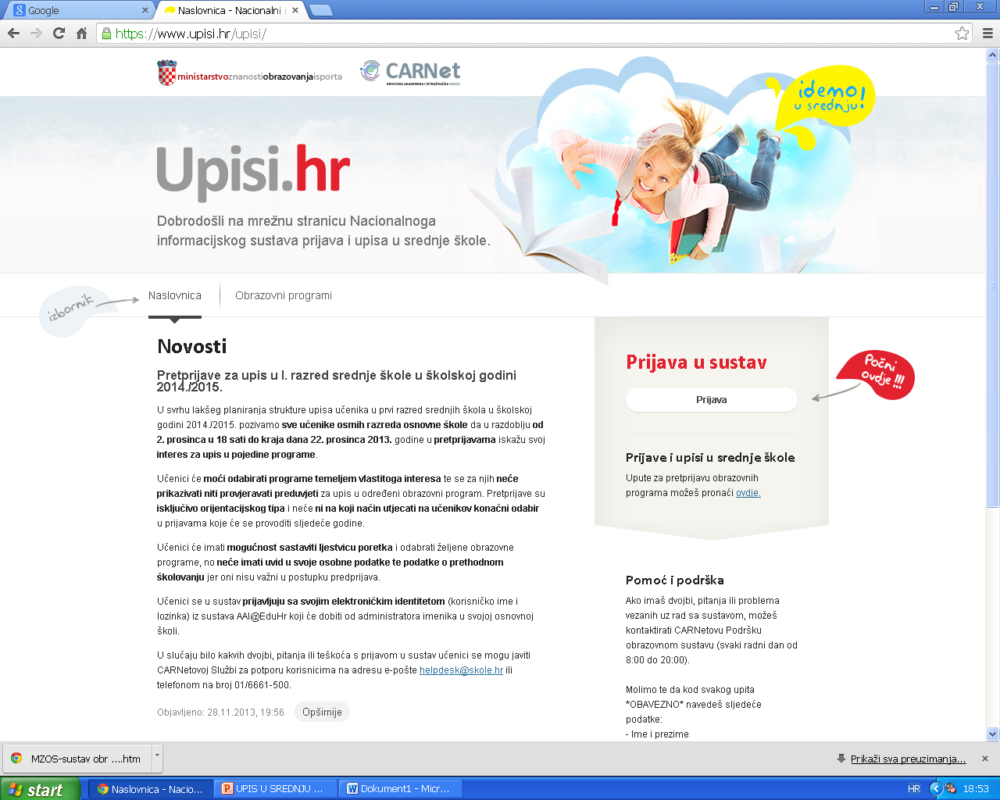 Google
Naslovnica - Nacionalni i
https://www.upisi.hr/upisi/
ministarstvoznanostiobrazovanjaisporta
CARNet
HRVATSKA AKADEMSKA I ISTRAŽIVAČKA MREŽA
idemo
u srednju!
Upisi.hr
Dobrodošli na mrežnu stranicu Nacionalnoga
informacijskog sustava prijava i upisa u srednje škole.
izbornik
Naslovnica
Obrazovni programi
Novosti
Pretprijave za upis u I. razred srednje škole u školskoj godini
2014./2015.
U svrhu lakšeg planiranja strukture upisa učenika u prvi razred srednjih škola u školskoj
godini 2014./2015. pozivamo sve učenike osmih razreda osnovne škole da u razdoblju od
2. prosinca u 18 sati do kraja dana 22. prosinca 2013. godine u pretprijavama iskažu svoj
interes za upis u pojedine programe.
Učenici će moći odabirati programe temeljem vlastitoga interesa te se za njih neće
prikazivati niti provjeravati preduvjeti za upis u određeni obrazovni program. Pretprijave su
isključivo orijentacijskog tipa i neće ni na koji način utjecati na učenikov konačni odabir
u prijavama koje će se provoditi sljedeće godine.
Učenici će imati mogućnost sastaviti ljestvicu poretka i odabrati željene obrazovne
programe, no neće imati uvid u svoje osobne podatke te podatke o prethodnom
školovanju jer oni nisu važni u postupku predprijava.
Učenici se u sustav prijavljuju sa svojim elektroničkim identitetom (korisničko ime i
lozinka) iz sustava AAI@EduHr koji će dobiti od administratora imenika u svojoj osnovnoj
školi.
U slučaju bilo kakvih dvojbi, pitanja ili teškoća s prijavom u sustav učenici se mogu javiti
CARNetovoj Službi za potporu korisnicima na adresu e-pošte helpdesk@skole.hr ili
telefonom na broj 01/6661-500.
Objavljeno: 28.11.2013, 19:56
Opširnije
Prijava u sustav
Počni
ovdje!!!
Prijava
Prijave i upisi u srednje škole
Upute za pretprijavu obrazovnih
programa možeš pronaći ovdje.
Pomoć i podrška
Ako imaš dvojbi, pitanja ili problema
vezanih uz rad sa sustavom, možeš
kontaktirati CARNetovu Podršku
obrazovnom sustavu (svaki radni dan od
8:00 do 20:00).
Molimo te da kod svakog upita
*OBAVEZNO* navedeš sljedeće
podatke:
- Ime i prezime
MZOS-sustav obr ....htm
Prikaži sva preuzimanja...
start
Naslovnica - Nacio...
UPIS U SREDNJU ...
Dokument1 - Micr...
HR
18:53